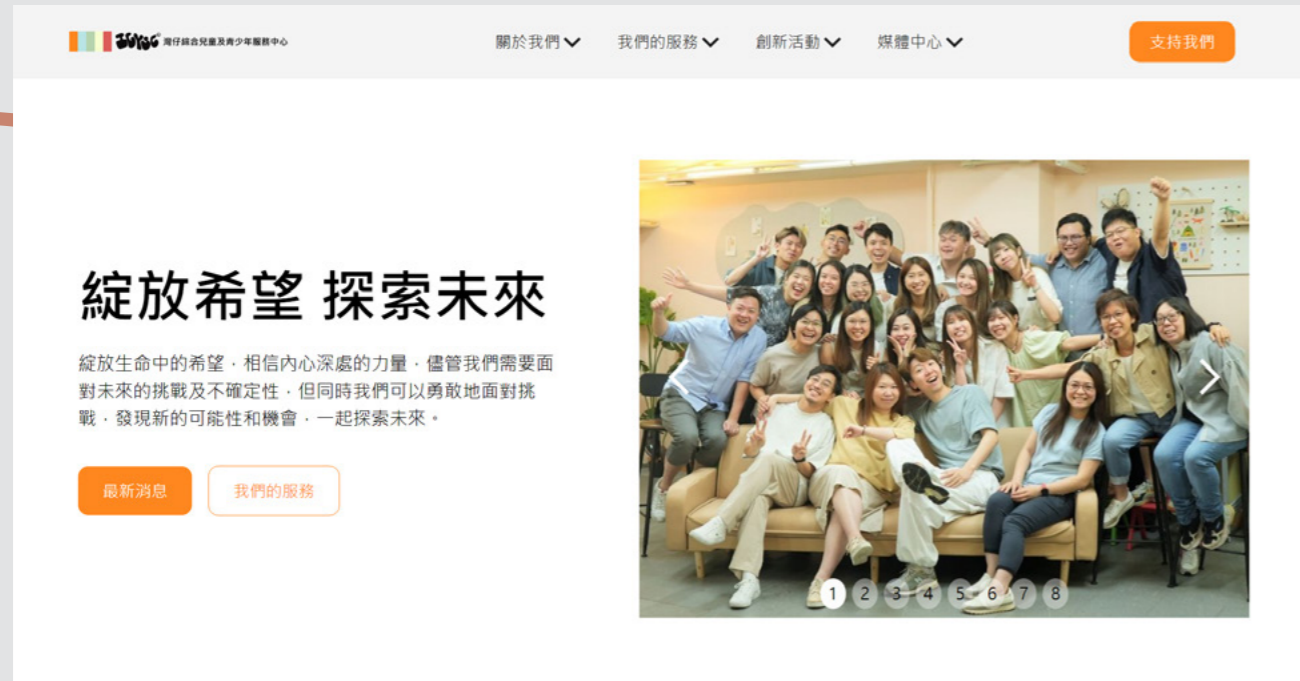 灣仔綜合兒童及青少年服務中心
關於我們
我們的服務
創新活動
媒體中心
支持我們
綻放希望 探索未來
綻放生命中的希望，相信內心深處的力量，儘管我們需要面
對未來的挑戰及不確定性，但同時我們可以勇敢地面對挑
戰，發現新的可能性和機會，一起探索未來。
最新消息
我們的服務
1 2 3 4 5 6 7 8